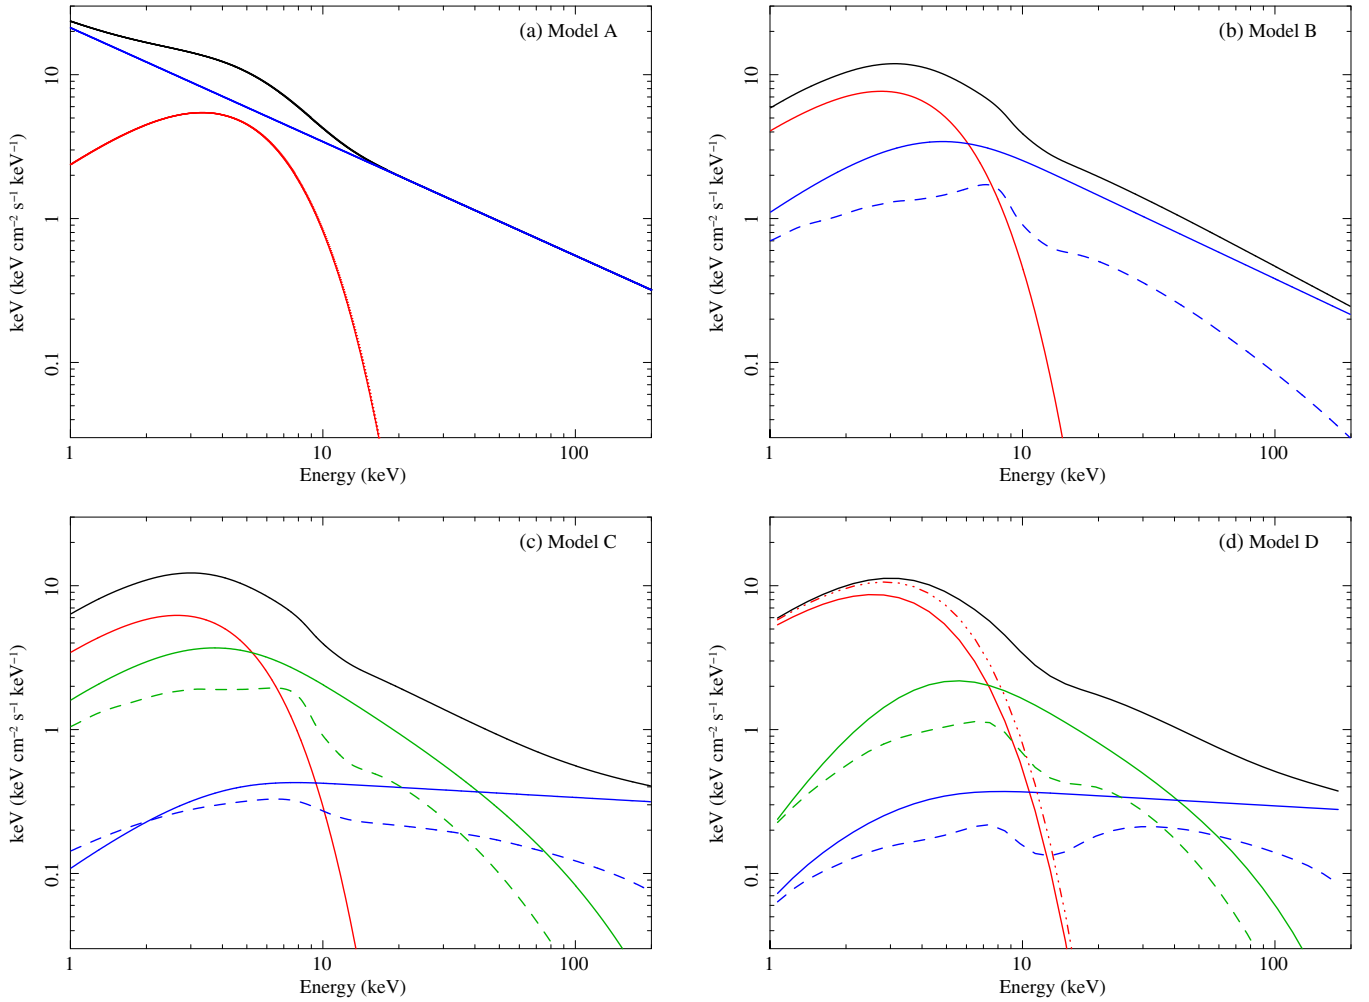 (a) Model A
10
1
0.1
keV (keV cm⁻² s⁻¹ keV⁻¹)
1
10
100
Energy (keV)
(b) Model B
10
1
0.1
keV (keV cm⁻² s⁻¹ keV⁻¹)
1
10
100
Energy (keV)
(c) Model C
10
1
0.1
keV (keV cm⁻² s⁻¹ keV⁻¹)
1
10
100
Energy (keV)
(d) Model D
10
1
0.1
keV (keV cm⁻² s⁻¹ keV⁻¹)
1
10
100
Energy (keV)